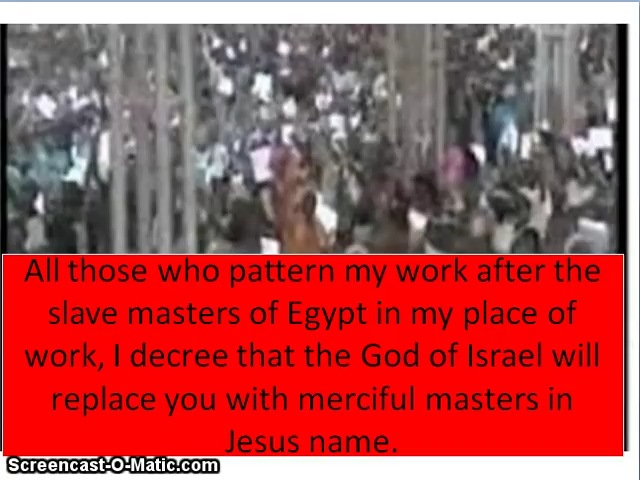 All those who pattern my work after the
slave masters of Egypt in my place of
work, I decree that the God of Israel will
replace you with merciful masters in
Jesus name.
Screencast-O-Matic.com